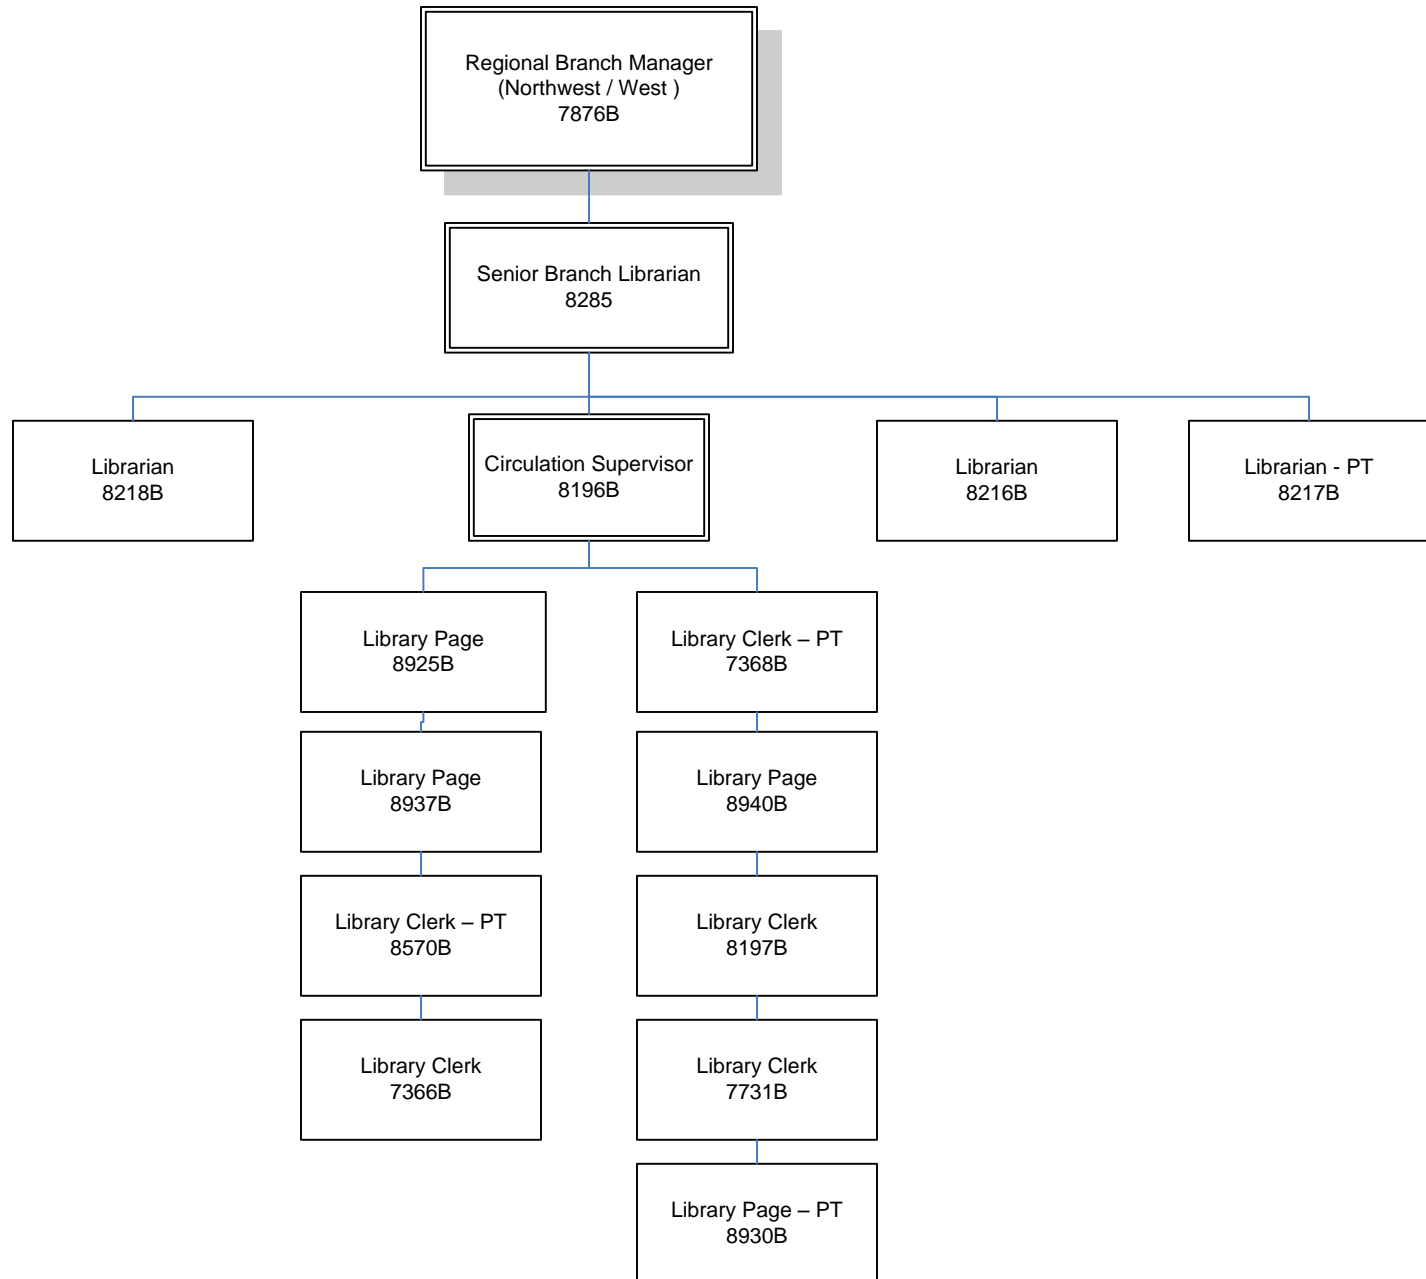 Regional Branch Manager
(Northwest / West )
7876B
Senior Branch Librarian
8285
Librarian
8218B
Circulation Supervisor
8196B
Librarian
8216B
Librarian - PT
8217B
Library Page
8925B
Library Clerk – PT
7368B
Library Page
8937B
Library Page
8940B
Library Clerk – PT
8570B
Library Clerk
8197B
Library Clerk
7366B
Library Clerk
7731B
Library Page – PT
8930B